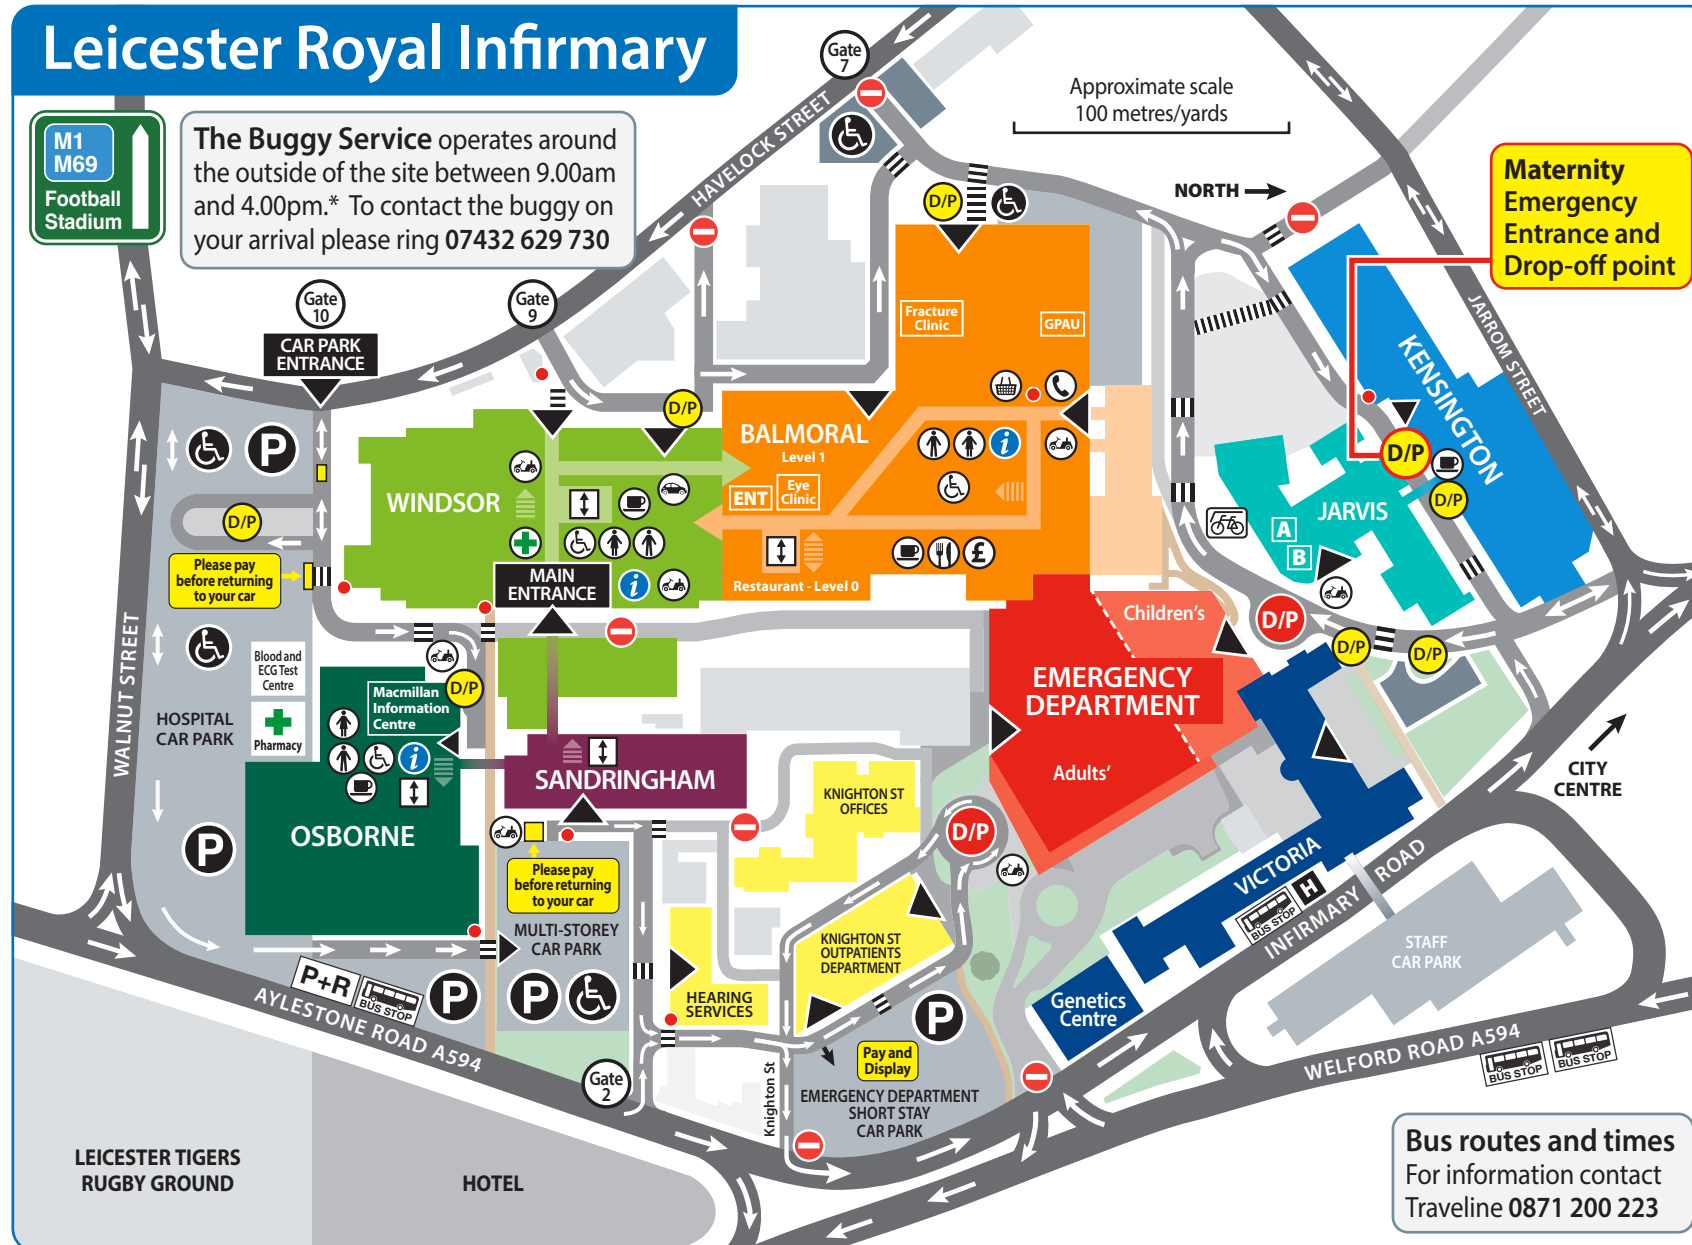 Leicester Royal Infirmary
M1
M69
Football
Stadium
The Buggy Service operates around
the outside of the site between 9.00am
and 4.00pm.* To contact the buggy on
your arrival please ring 07432 629 730
Gate
7
HAVELOCK STREET
Approximate scale
100 metres/yards
NORTH
Maternity
Emergency
Entrance and
Drop-off point
JARROM STREET
Gate
10
CAR PARK
ENTRANCE
Gate
9
D/P
Fracture
Clinic
GPAU
D/P
BALMORAL
Level 1
ENT
Eye
Clinic
i
£
Restaurant - Level 0
WINDSOR
MAIN
ENTRANCE
i
KENSINGTON
D/P
D/P
JARVIS
A
B
P
D/P
Please pay
before returning
to your car
WALNUT STREET
Blood and
ECG Test
Centre
Pharmacy
HOSPITAL
CAR PARK
Macmillan
Information
Centre
D/P
i
OSBORNE
P
SANDRINGHAM
Please pay
before returning
to your car
MULTI-STOREY
CAR PARK
P
P
P+R
BUS STOP
AYLESTONE ROAD A594
Children's
EMERGENCY
DEPARTMENT
Adults'
D/P
D/P
D/P
D/P
KNIGHTON ST
OFFICES
KNIGHTON ST
OUTPATIENTS
DEPARTMENT
HEARING
SERVICES
Gate
2
Knighton St
P
Pay and
Display
EMERGENCY DEPARTMENT
SHORT STAY
CAR PARK
VICTORIA
BUS STOP
H
INFIRMARY ROAD
Genetics
Centre
CITY
CENTRE
STAFF
CAR PARK
WELFORD ROAD A594
BUS STOP
BUS STOP
LEICESTER TIGERS
RUGBY GROUND
HOTEL
Bus routes and times
For information contact
Traveline 0871 200 223